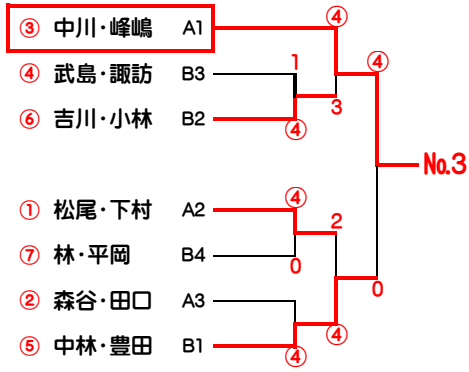 ③ 中川・峰嶋 A1
④ 武島・諏訪 B3
⑥ 吉川・小林 B2
① 松尾・下村 A2
⑦ 林・平岡 B4
② 森谷・田口 A3
⑤ 中林・豊田 B1
④
④
1
3
④
No.3
④
2
0
0
④
④